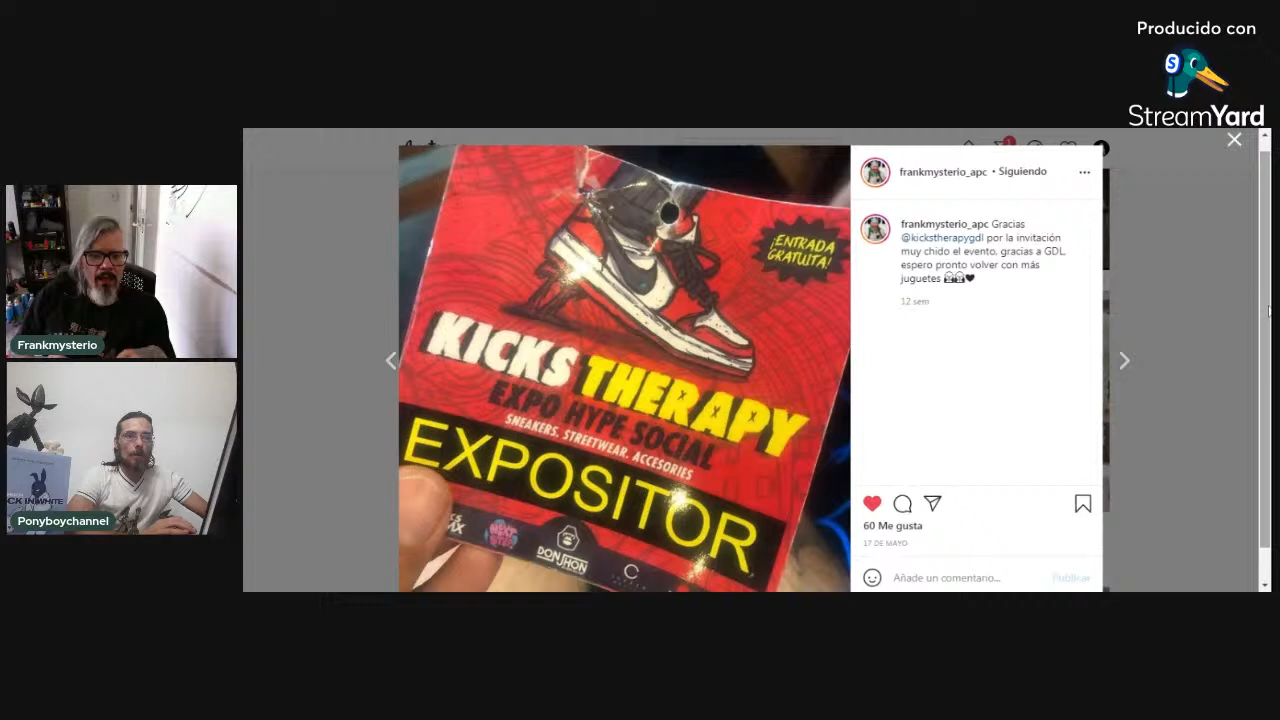 Producido con
StreamYard
frankmysterio_apc • Siguiendo
frankmysterio_apc Gracias
@kickstherapygdl por la invitación
muy chido el evento, gracias a GDL
espero pronto volver con más
juguetes
12 sem
¡ENTRADA
GRATUITA!
KICKS THERAPY
EXPO HYPE SOCIAL
SNEAKERS. STREETWEAR. ACCESORIES
EXPOSITOR
DONJHON
60 Me gusta
17 DE MAYO
Añade un comentario...
Publicar
Frankmysterio
Ponyboychannel